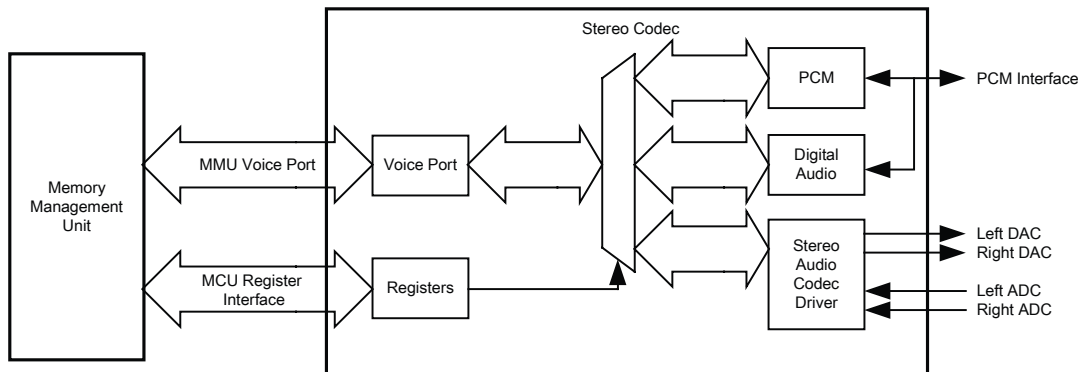 Stereo Codec
PCM
PCM Interface
MMU Voice Port
Voice Port
Digital
Audio
Memory
Management
Unit
Left DAC
Right DAC
Stereo
Audio
Codec
Driver
MCU Register
Interface
Registers
Left ADC
Right ADC